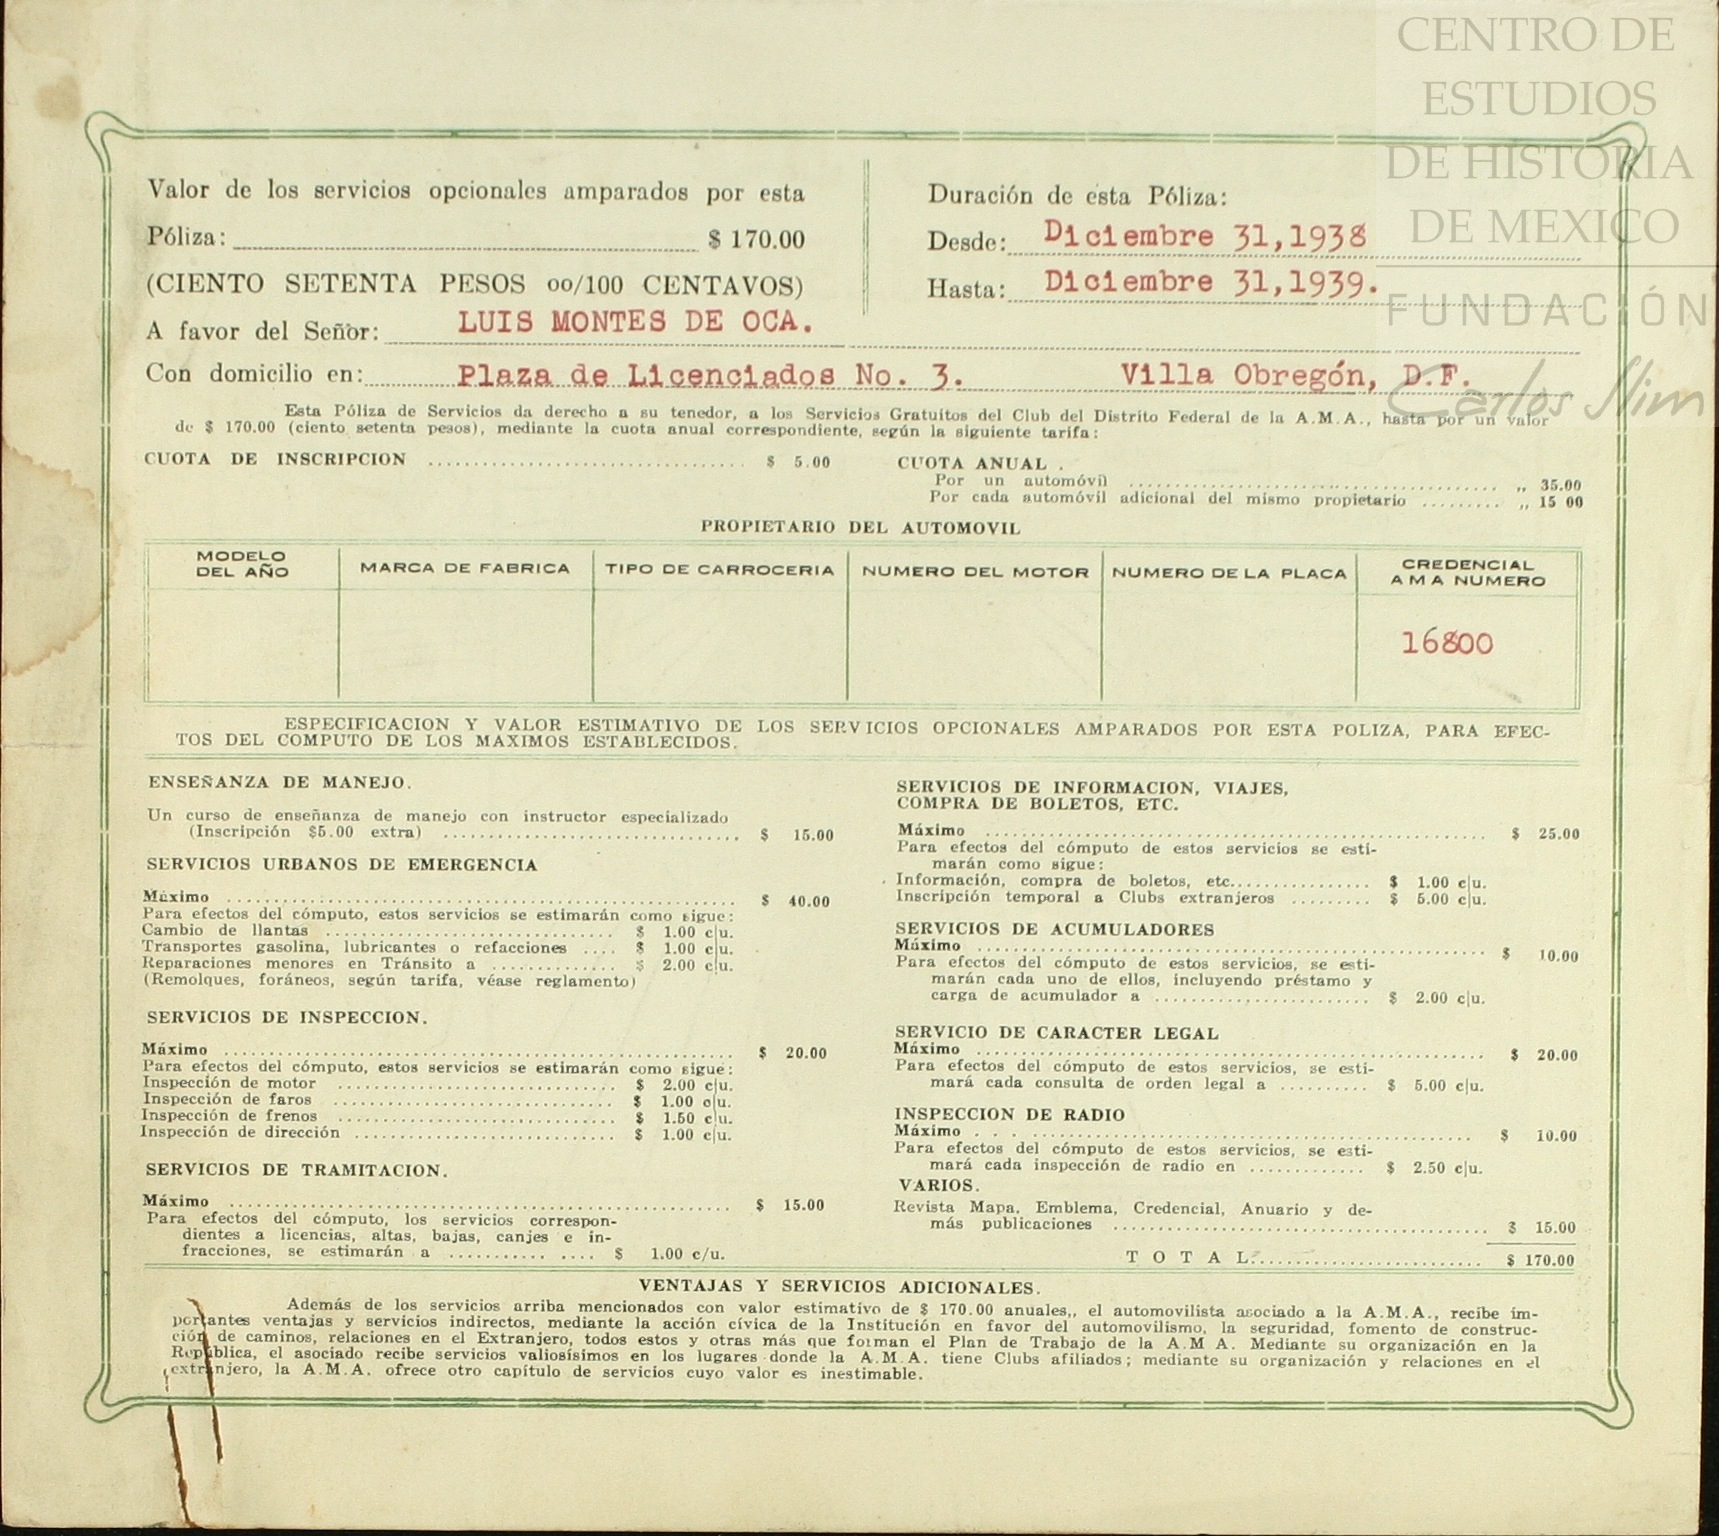 CENTRO DE
ESTUDIOS
DE HISTORIA
DE MEXICO
FUNDACIÓN
Carlos Slim
Valor de los servicios opcionales amparados por esta
Póliza: $ 170.00
(CIENTO SETENTA PESOS oo/100 CENTAVOS)
Duración de esta Póliza:
Desde: Diciembre 31,1938
Hasta: Diciembre 31,1939.
A favor del Señor: LUIS MONTES DE OCA.
Con domicilio en: Plaza de Licenciados No. 3. Villa Obregón, D.F.
Esta Póliza de Servicios da derecho a su tenedor, a los Servicios Gratuitos del Club del Distrito Federal de la A.M.A., hasta por un valor
de $ 170.00 (ciento setenta pesos), mediante la cuota anual correspondiente, según la siguiente tarifa:
CUOTA DE INSCRIPCION $ 5.00
CUOTA ANUAL .
Por un automóvil ,, 35.00
Por cada automóvil adicional del mismo propietario ,, 15 00
PROPIETARIO DEL AUTOMOVIL
MODELO
DEL AÑO
MARCA DE FABRICA
TIPO DE CARROCERIA
NUMERO DEL MOTOR
NUMERO DE LA PLACA
CREDENCIAL
A M A NUMERO
16800
ESPECIFICACION Y VALOR ESTIMATIVO DE LOS SERVICIOS OPCIONALES AMPARADOS POR ESTA POLIZA, PARA EFEC-
TOS DEL COMPUTO DE LOS MAXIMOS ESTABLECIDOS.
ENSEÑANZA DE MANEJO.
Un curso de enseñanza de manejo con instructor especializado
(Inscripción $5.00 extra) $ 15.00
SERVICIOS URBANOS DE EMERGENCIA
Máximo $ 40.00
Para efectos del cómputo, estos servicios se estimarán como sigue:
Cambio de llantas $ 1.00 c|u.
Transportes gasolina, lubricantes o refacciones $ 1.00 c|u.
Reparaciones menores en Tránsito a $ 2.00 c|u.
(Remolques, foráneos, según tarifa, véase reglamento)
SERVICIOS DE INSPECCION.
Máximo $ 20.00
Para efectos del cómputo, estos servicios se estimarán como sigue:
Inspección de motor $ 2.00 c|u.
Inspección de faros $ 1.00 c|u.
Inspección de frenos $ 1.50 c|u.
Inspección de dirección $ 1.00 c|u.
SERVICIOS DE TRAMITACION.
Máximo $ 15.00
Para efectos del cómputo, los servicios correspon-
dientes a licencias, altas, bajas, canjes e in-
fracciones, se estimarán a $ 1.00 c/u.
SERVICIOS DE INFORMACION, VIAJES,
COMPRA DE BOLETOS, ETC.
Máximo $ 25.00
Para efectos del cómputo de estos servicios se esti-
marán como sigue:
Información, compra de boletos, etc. $ 1.00 c|u.
Inscripción temporal a Clubs extranjeros $ 5.00 c|u.
SERVICIOS DE ACUMULADORES
Máximo $ 10.00
Para efectos del cómputo de estos servicios, se esti-
marán cada uno de ellos, incluyendo préstamo y
carga de acumulador a $ 2.00 c|u.
SERVICIO DE CARACTER LEGAL
Máximo $ 20.00
Para efectos del cómputo de estos servicios, se esti-
mará cada consulta de orden legal a $ 5.00 c|u.
INSPECCION DE RADIO
Máximo $ 10.00
Para efectos del cómputo de estos servicios, se esti-
mará cada inspección de radio en $ 2.50 c|u.
VARIOS.
Revista Mapa, Emblema, Credencial, Anuario y de-
más publicaciones $ 15.00
T O T A L $ 170.00
VENTAJAS Y SERVICIOS ADICIONALES.
Además de los servicios arriba mencionados con valor estimativo de $ 170.00 anuales,, el automovilista asociado a la A.M.A., recibe im-
portantes ventajas y servicios indirectos, mediante la acción cívica de la Institución en favor del automovilismo, la seguridad, fomento de construc-
ción de caminos, relaciones en el Extranjero, todos estos y otras más que forman el Plan de Trabajo de la A.M A. Mediante su organización en la
República, el asociado recibe servicios valiosísimos en los lugares donde la A.M.A. tiene Clubs afiliados; mediante su organización y relaciones en el
extranjero, la A.M.A. ofrece otro capítulo de servicios cuyo valor es inestimable.